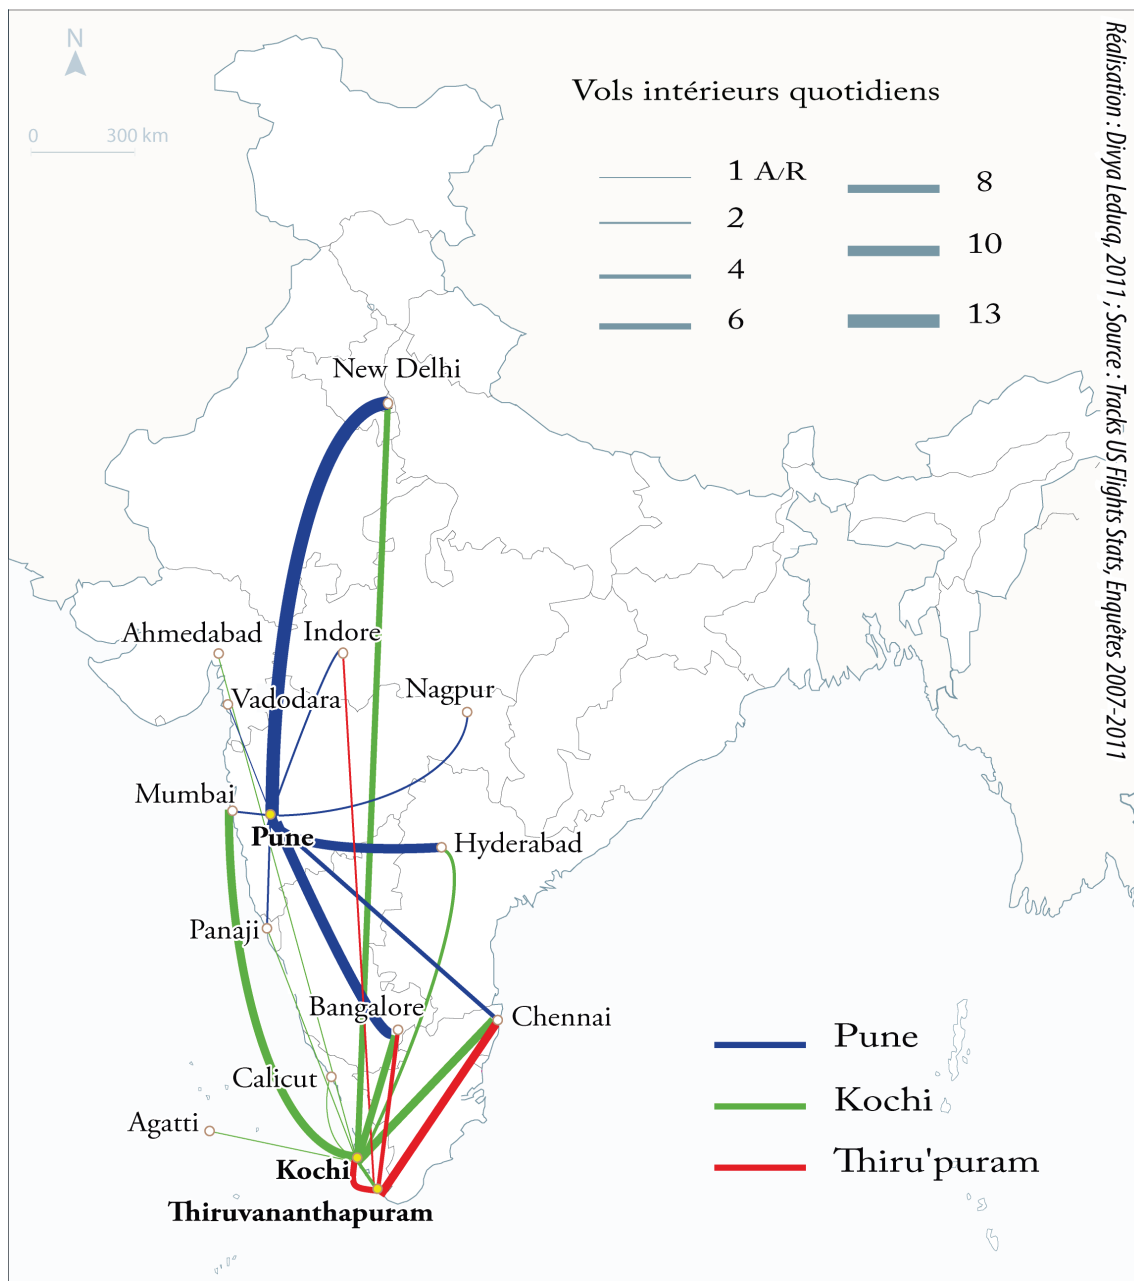 N
0 300 km
Vols intérieurs quotidiens
1 A/R
2
4
6
8
10
13
Réalisation : Divya Leducq, 2011 ; Source : Tracks US Flights Stats, Enquêtes 2007-2011
New Delhi
Ahmedabad
Indore
Vadodara
Nagpur
Mumbai
Pune
Hyderabad
Panaji
Bangalore
Chennai
Calicut
Agatti
Kochi
Thiruvananthapuram
Pune
Kochi
Thiru'puram